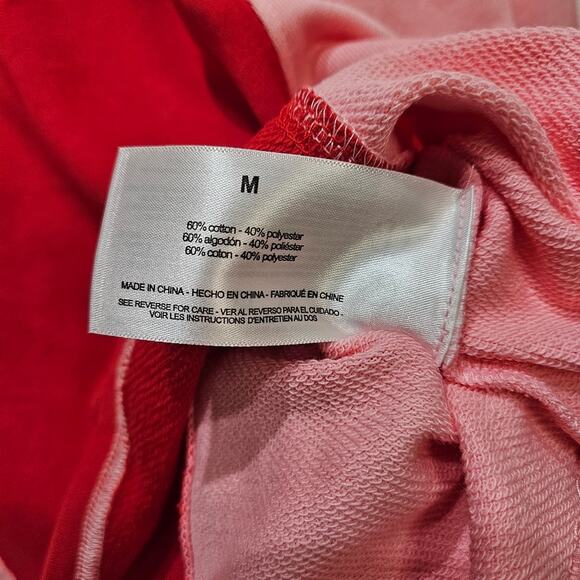 M
60% cotton - 40% polyester
60% algodón - 40% poliéster
60% coton - 40% polyester
MADE IN CHINA - HECHO EN CHINA - FABRIQUÉ EN CHINE
SEE REVERSE FOR CARE - VER AL REVERSO PARA EL CUIDADO -
VOIR LES INSTRUCTIONS D'ENTRETIEN AU DOS